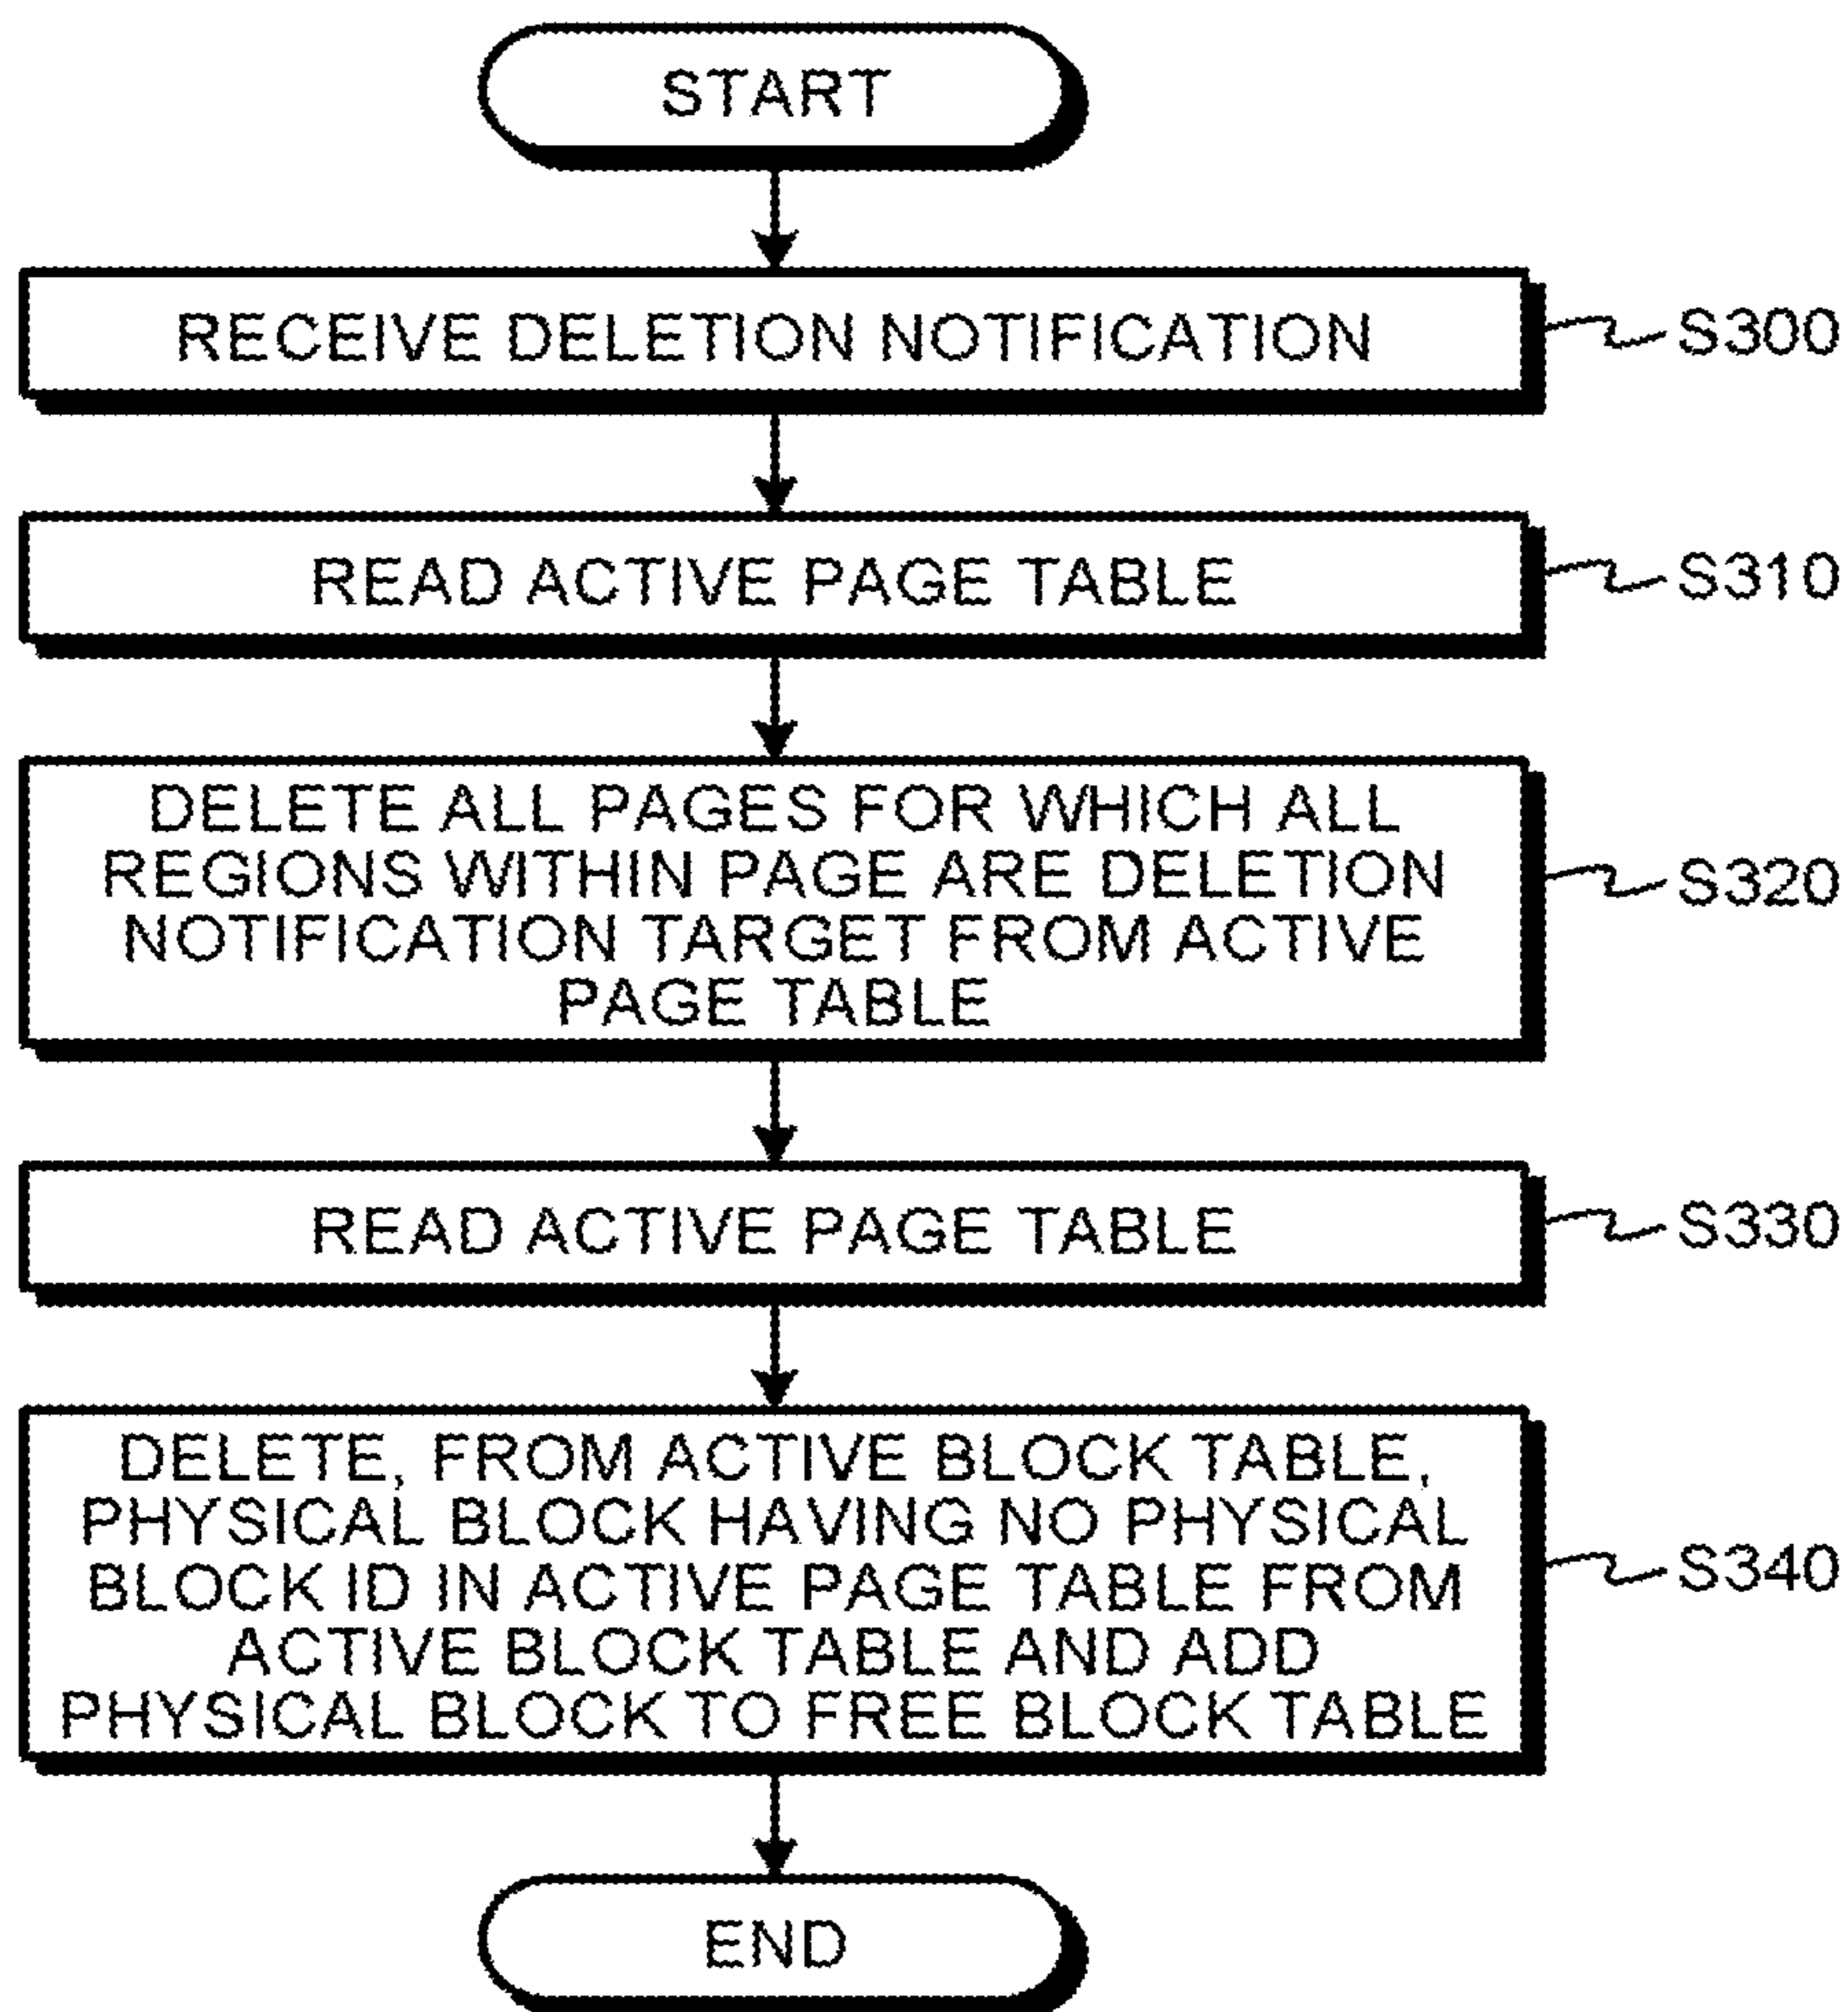 START
RECEIVE DELETION NOTIFICATION
S300
READ ACTIVE PAGE TABLE
S310
DELETE ALL PAGES FOR WHICH ALL
REGIONS WITHIN PAGE ARE DELETION
NOTIFICATION TARGET FROM ACTIVE
PAGE TABLE
S320
READ ACTIVE PAGE TABLE
S330
DELETE, FROM ACTIVE BLOCK TABLE,
PHYSICAL BLOCK HAVING NO PHYSICAL
BLOCK ID IN ACTIVE PAGE TABLE FROM
ACTIVE BLOCK TABLE AND ADD
PHYSICAL BLOCK TO FREE BLOCK TABLE
S340
END